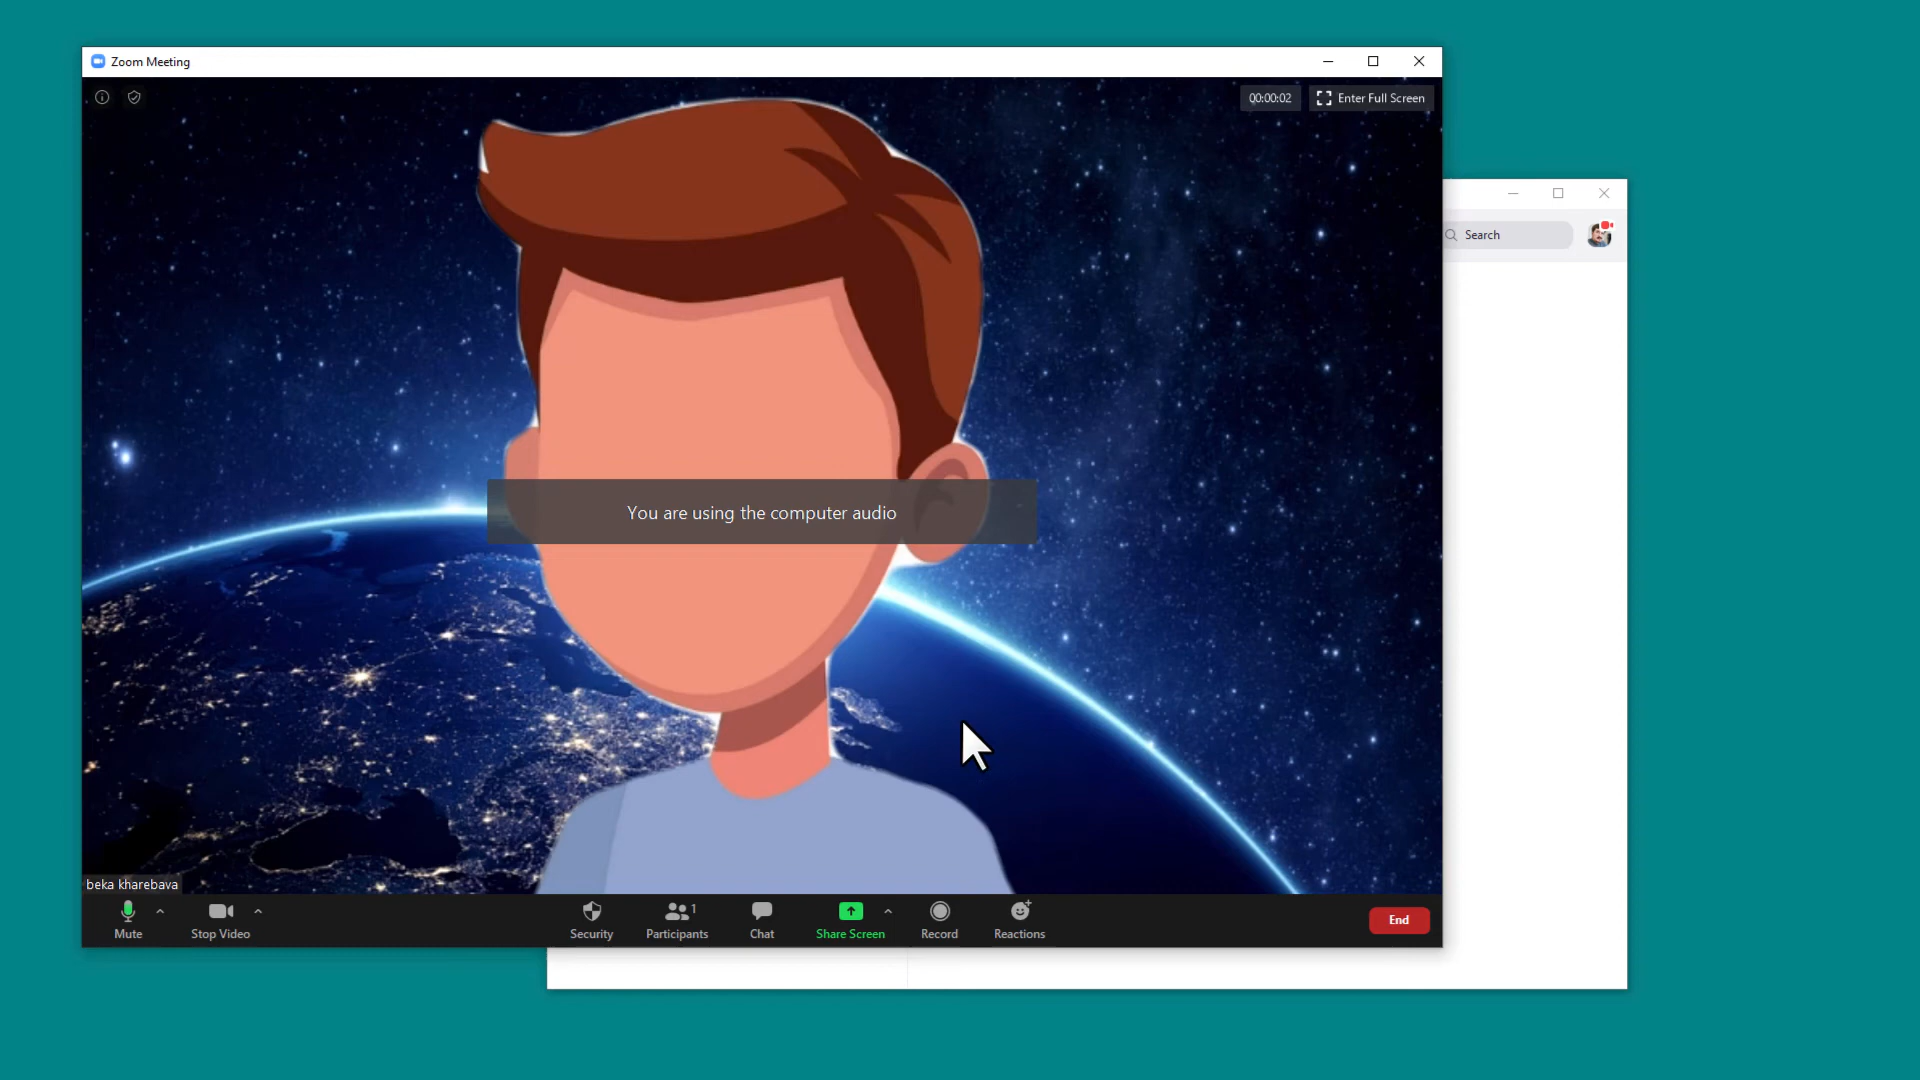 Zoom Meeting
00:00:02
Enter Full Screen
Search
You are using the computer audio
beka kharebava
Mute
Stop Video
Security
Participants
1
Chat
Share Screen
Record
Reactions
End